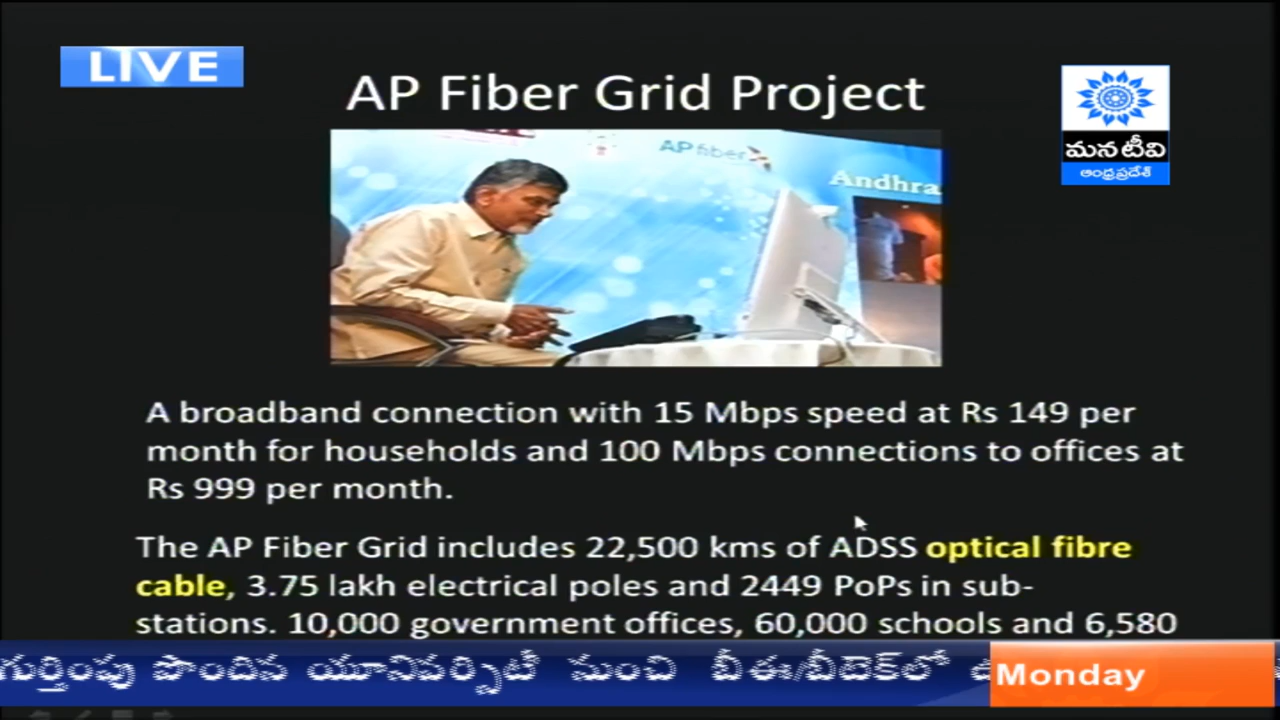 LIVE
AP Fiber Grid Project
మన టీవి
ఆంధ్రప్రదేశ్
AP fiber
Andhra
A broadband connection with 15 Mbps speed at Rs 149 per
month for households and 100 Mbps connections to offices at
Rs 999 per month.
The AP Fiber Grid includes 22,500 kms of ADSS optical fibre
cable, 3.75 lakh electrical poles and 2449 PoPs in sub-
stations. 10,000 government offices, 60,000 schools and 6,580
గుర్తింపు పొందిన యూనివర్సిటీ నుంచి బీఈ/బీటెక్‌లో
Monday